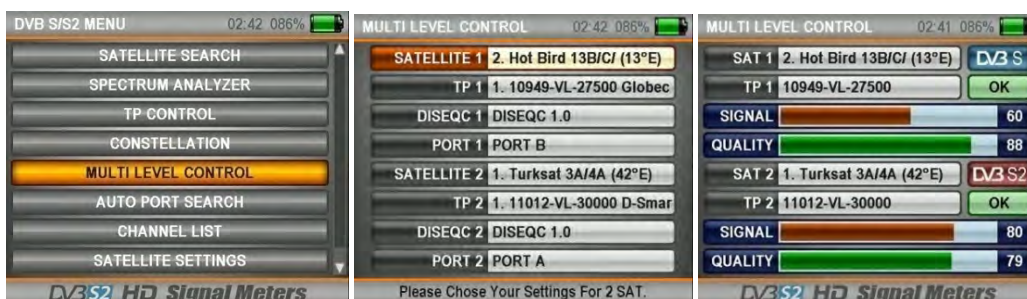 DVB S/S2 MENU 02:42 086%
SATELLITE SEARCH
SPECTRUM ANALYZER
TP CONTROL
CONSTELLATION
MULTI LEVEL CONTROL
AUTO PORT SEARCH
CHANNEL LIST
SATELLITE SETTINGS
DVB S2 HD Signal Meters
MULTI LEVEL CONTROL 02:42 086%
SATELLITE 1 2. Hot Bird 13B/C/ (13°E)
TP 1 1. 10949-VL-27500 Globec
DISEQC 1 DISEQC 1.0
PORT 1 PORT B
SATELLITE 2 1. Turksat 3A/4A (42°E)
TP 2 1. 11012-VL-30000 D-Smar
DISEQC 2 DISEQC 1.0
PORT 2 PORT A
Please Chose Your Settings For 2 SAT.
MULTI LEVEL CONTROL 02:41 086%
SAT 1 2. Hot Bird 13B/C/ (13°E) DVB S
TP 1 10949-VL-27500 OK
SIGNAL 60
QUALITY 88
SAT 2 1. Turksat 3A/4A (42°E) DVB S2
TP 2 11012-VL-30000 OK
SIGNAL 80
QUALITY 79
DVB S2 HD Signal Meters